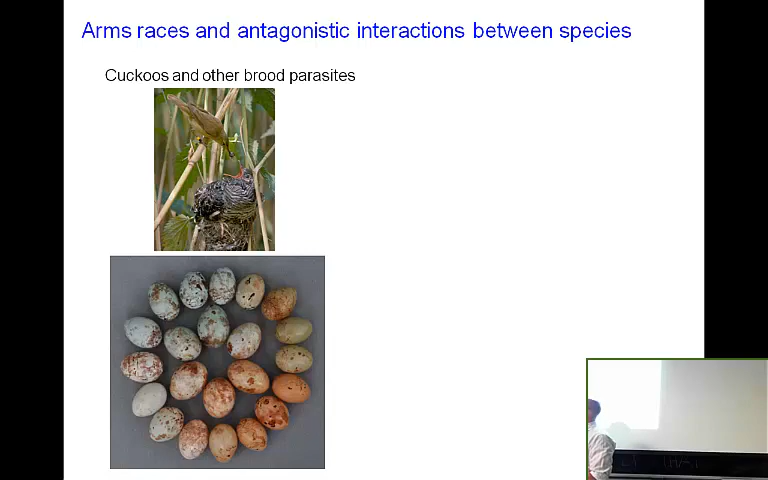 Arms races and antagonistic interactions between species
Cuckoos and other brood parasites